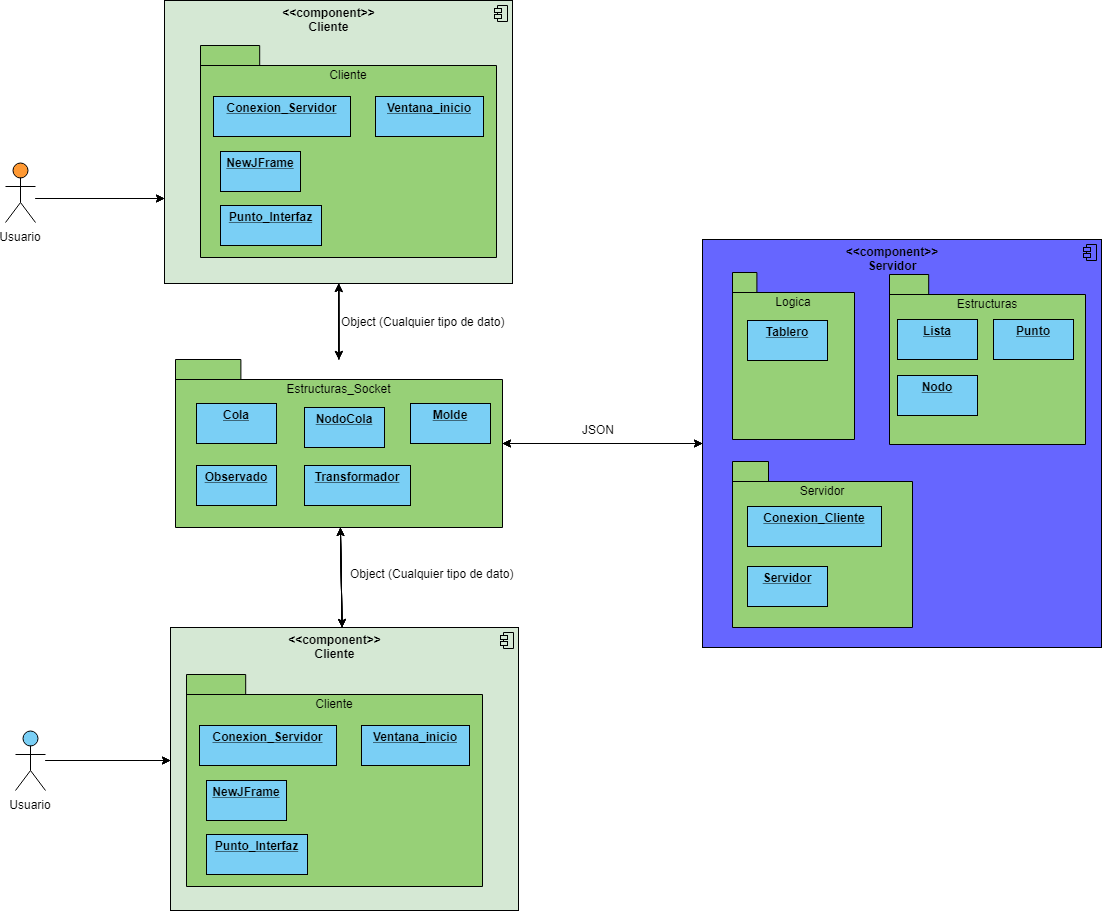 <<component>>
Cliente
Cliente
Conexion_Servidor
Ventana_inicio
NewJFrame
Punto_Interfaz
Usuario
Object (Cualquier tipo de dato)
Estructuras_Socket
Cola
NodoCola
Molde
Observado
Transformador
JSON
<<component>>
Servidor
Logica
Tablero
Estructuras
Lista
Punto
Nodo
Servidor
Conexion_Cliente
Servidor
Object (Cualquier tipo de dato)
<<component>>
Cliente
Cliente
Conexion_Servidor
Ventana_inicio
NewJFrame
Punto_Interfaz
Usuario